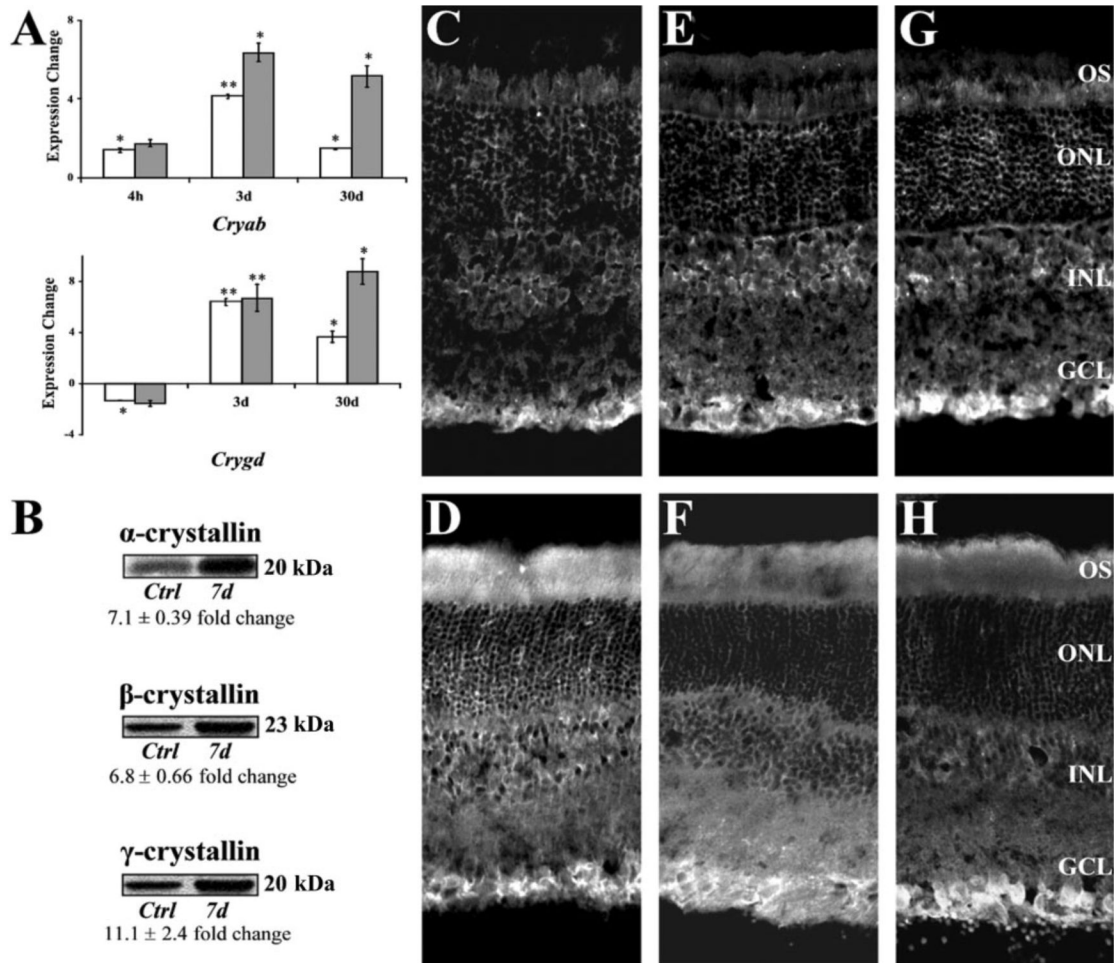 A
Expression Change
8
4
0
*
**
*
*
*
4h
3d
30d
Cryab
Expression Change
8
4
0
-4
*
**
**
*
*
3d
30d
Crygd
B
α-crystallin
20 kDa
Ctrl 7d
7.1 ± 0.39 fold change
β-crystallin
23 kDa
Ctrl 7d
6.8 ± 0.66 fold change
γ-crystallin
20 kDa
Ctrl 7d
11.1 ± 2.4 fold change
C
E
G
OS
ONL
INL
GCL
D
F
H
OS
ONL
INL
GCL